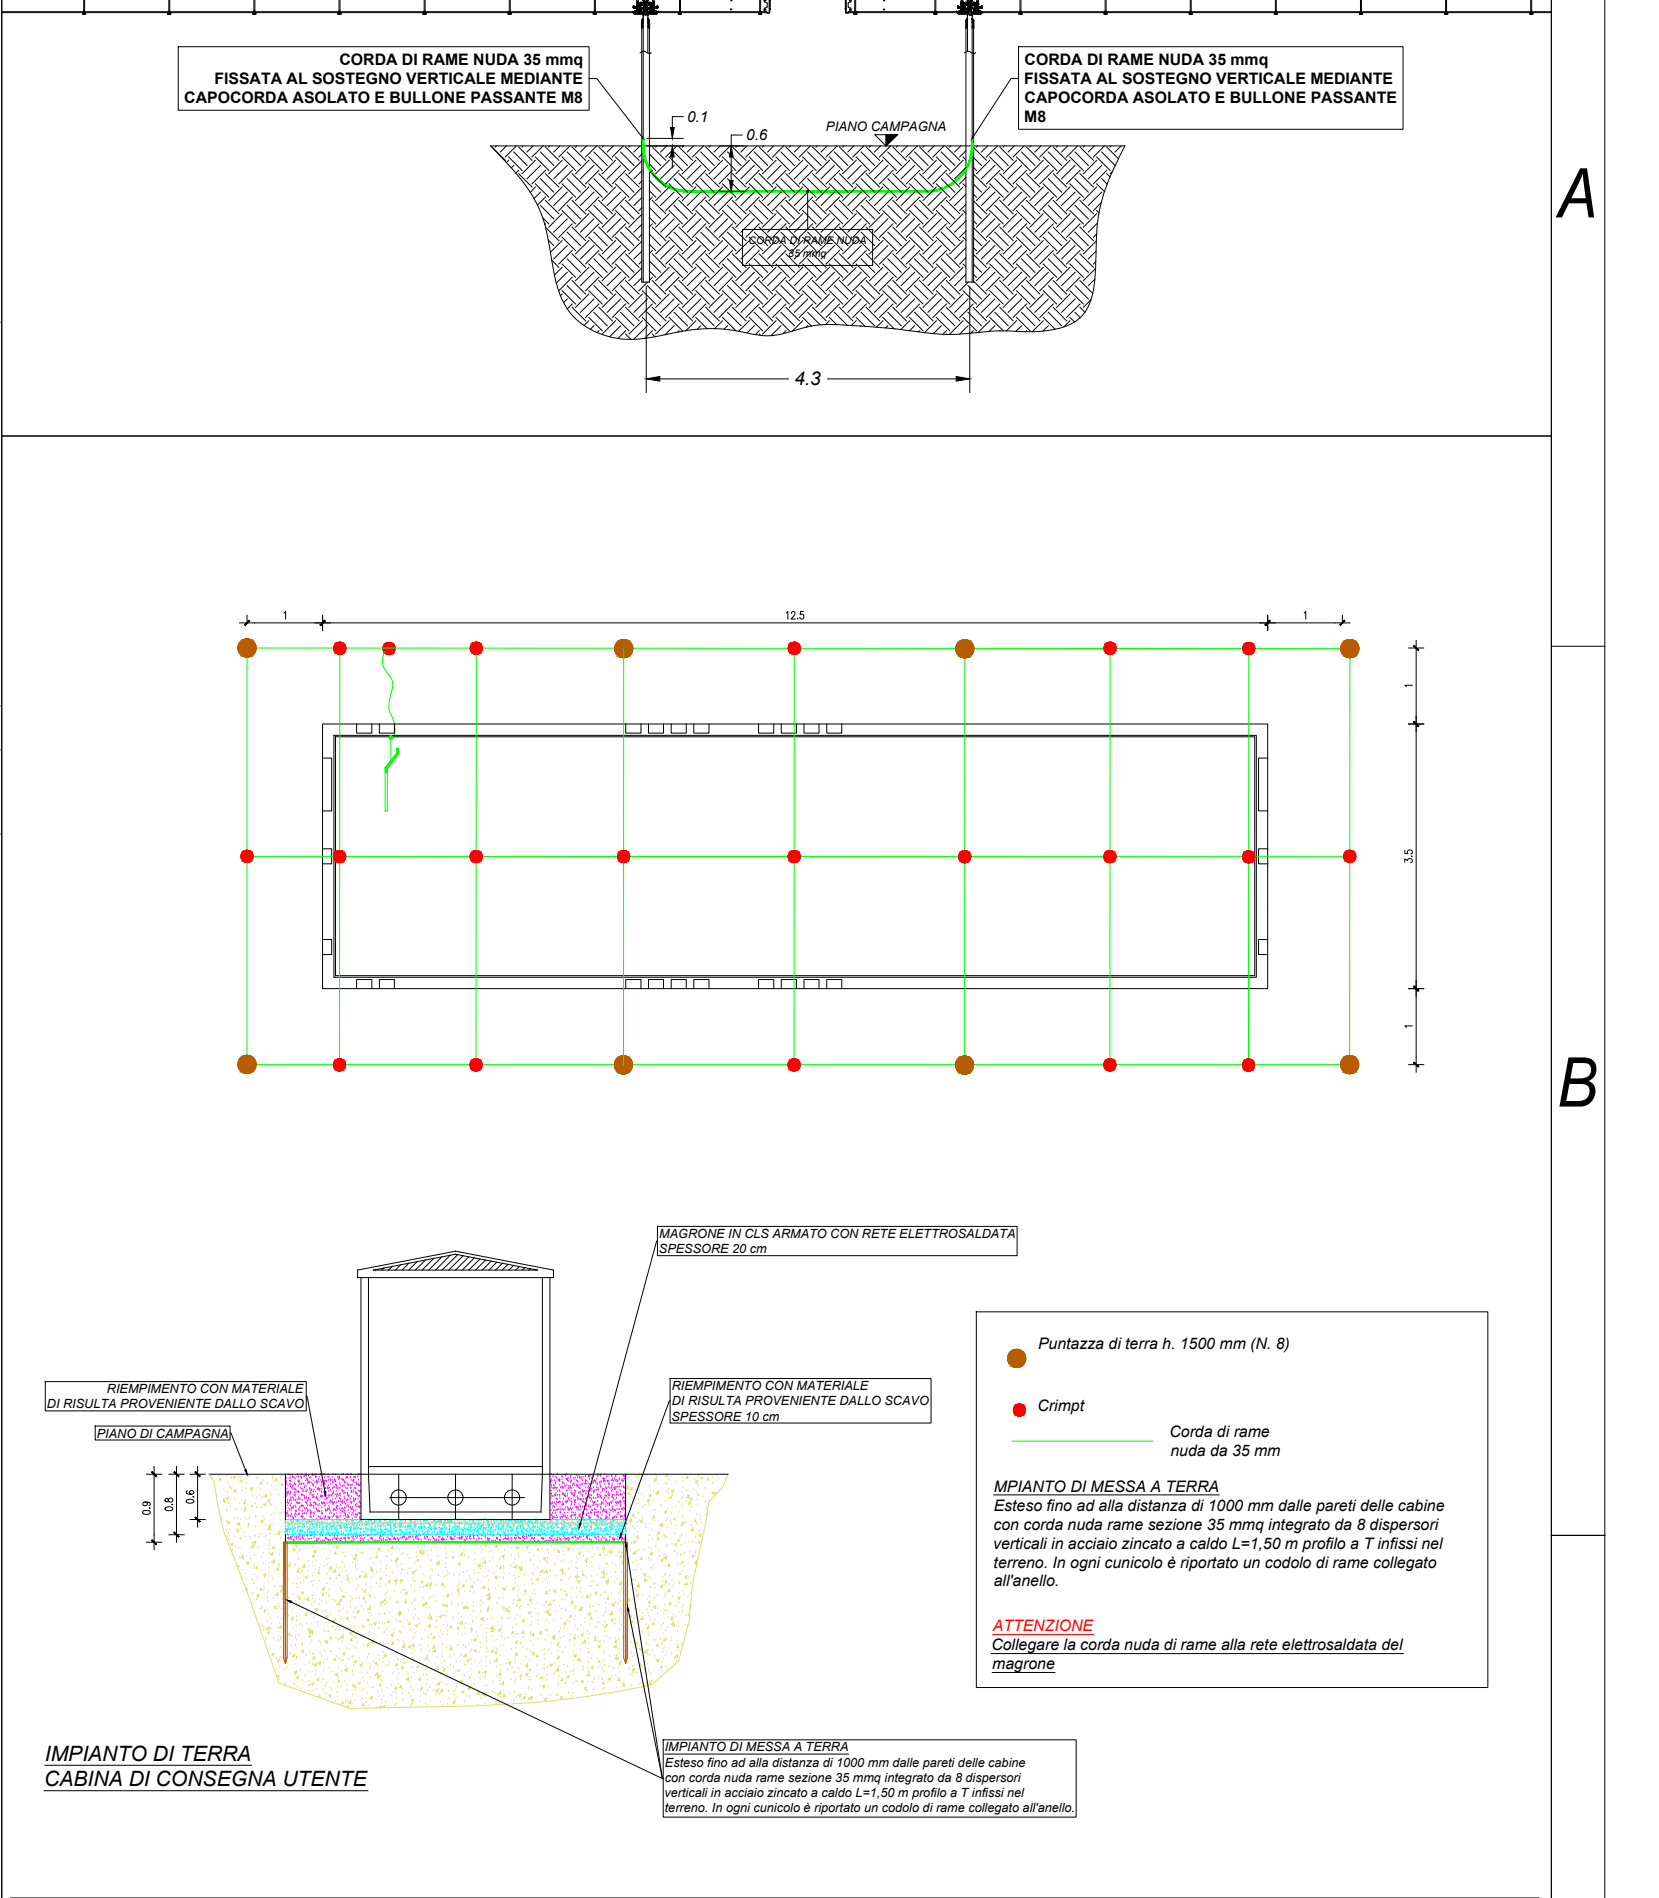 CORDA DI RAME NUDA 35 mmq
FISSATA AL SOSTEGNO VERTICALE MEDIANTE
CAPOCORDA ASOLATO E BULLONE PASSANTE M8
CORDA DI RAME NUDA 35 mmq
FISSATA AL SOSTEGNO VERTICALE MEDIANTE
CAPOCORDA ASOLATO E BULLONE PASSANTE
M8
0.1
0.6
PIANO CAMPAGNA
CORDA DI RAME NUDA
35 mmq
4.3
A
1
12.5
1
1
3.5
1
B
MAGRONE IN CLS ARMATO CON RETE ELETTROSALDATA
SPESSORE 20 cm
RIEMPIMENTO CON MATERIALE
DI RISULTA PROVENIENTE DALLO SCAVO
PIANO DI CAMPAGNA
RIEMPIMENTO CON MATERIALE
DI RISULTA PROVENIENTE DALLO SCAVO
SPESSORE 10 cm
0.9
0.8
0.6
Puntazza di terra h. 1500 mm (N. 8)
Crimpt
Corda di rame
nuda da 35 mm
MPIANTO DI MESSA A TERRA
Esteso fino ad alla distanza di 1000 mm dalle pareti delle cabine
con corda nuda rame sezione 35 mmq integrato da 8 dispersori
verticali in acciaio zincato a caldo L=1,50 m profilo a T infissi nel
terreno. In ogni cunicolo è riportato un codolo di rame collegato
all'anello.
ATTENZIONE
Collegare la corda nuda di rame alla rete elettrosaldata del
magrone
IMPIANTO DI TERRA
CABINA DI CONSEGNA UTENTE
IMPIANTO DI MESSA A TERRA
Esteso fino ad alla distanza di 1000 mm dalle pareti delle cabine
con corda nuda rame sezione 35 mmq integrato da 8 dispersori
verticali in acciaio zincato a caldo L=1,50 m profilo a T infissi nel
terreno. In ogni cunicolo è riportato un codolo di rame collegato all'anello.